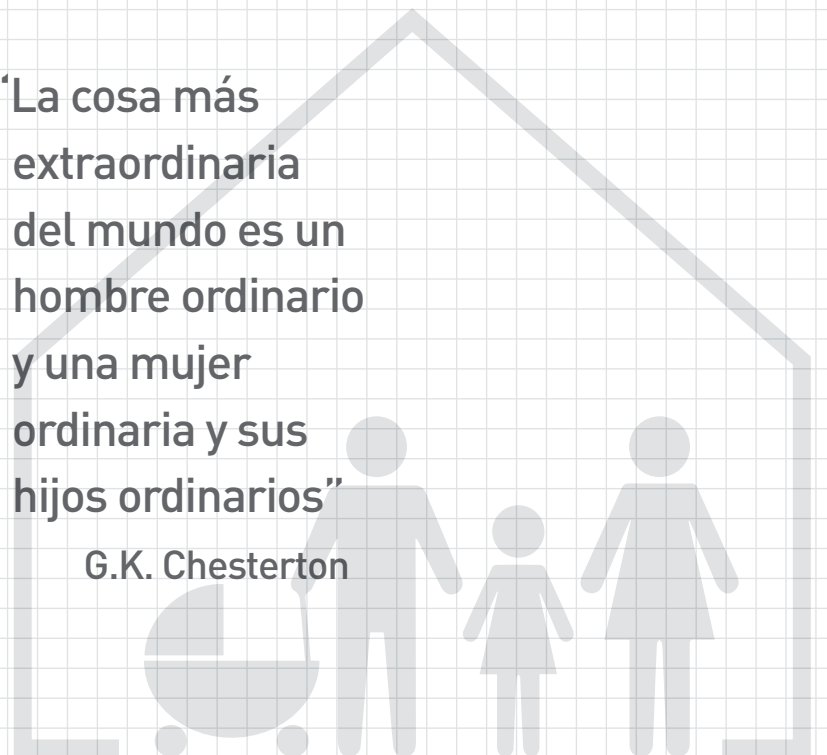 ‘La cosa más
extraordinaria
del mundo es un
hombre ordinario
y una mujer
ordinaria y sus
hijos ordinarios”
G.K. Chesterton